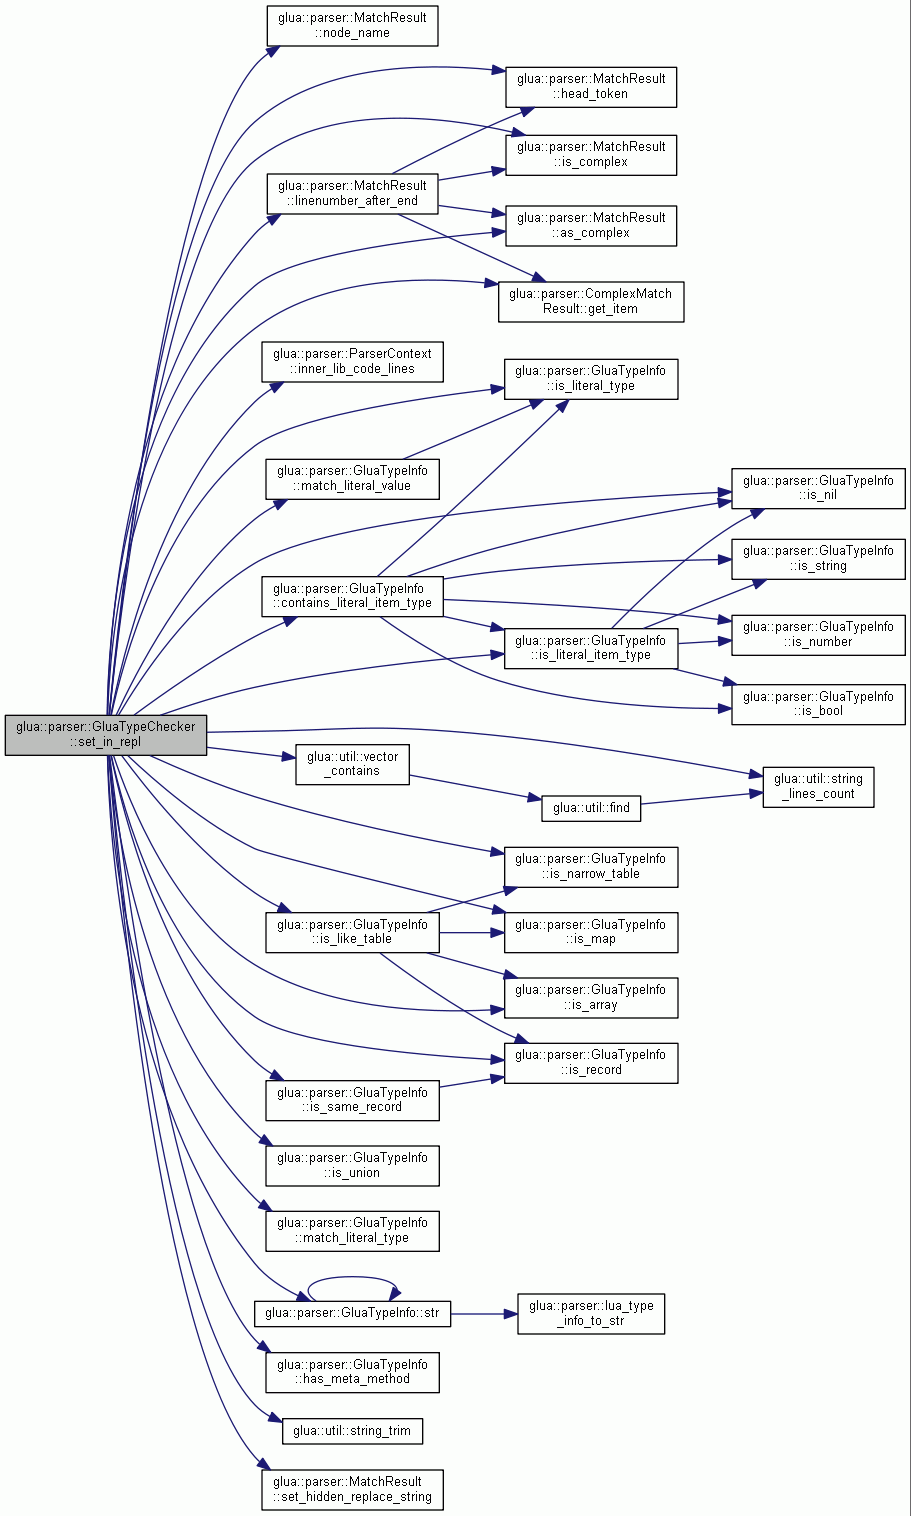 glua::parser::MatchResult
::node_name
glua::parser::MatchResult
::head_token
glua::parser::MatchResult
::is_complex
glua::parser::MatchResult
::linenumber_after_end
glua::parser::MatchResult
::as_complex
glua::parser::ComplexMatch
Result::get_item
glua::parser::ParserContext
::inner_lib_code_lines
glua::parser::GluaTypeInfo
::is_literal_type
glua::parser::GluaTypeInfo
::match_literal_value
glua::parser::GluaTypeInfo
::is_nil
glua::parser::GluaTypeInfo
::is_string
glua::parser::GluaTypeInfo
::contains_literal_item_type
glua::parser::GluaTypeInfo
::is_number
glua::parser::GluaTypeInfo
::is_literal_item_type
glua::parser::GluaTypeInfo
::is_bool
glua::parser::GluaTypeChecker
::set_in_repl
glua::util::vector
_contains
glua::util::string
_lines_count
glua::util::find
glua::parser::GluaTypeInfo
::is_narrow_table
glua::parser::GluaTypeInfo
::is_like_table
glua::parser::GluaTypeInfo
::is_map
glua::parser::GluaTypeInfo
::is_array
glua::parser::GluaTypeInfo
::is_record
glua::parser::GluaTypeInfo
::is_same_record
glua::parser::GluaTypeInfo
::is_union
glua::parser::GluaTypeInfo
::match_literal_type
glua::parser::GluaTypeInfo::str
glua::parser::lua_type
_info_to_str
glua::parser::GluaTypeInfo
::has_meta_method
glua::util::string_trim
glua::parser::MatchResult
::set_hidden_replace_string